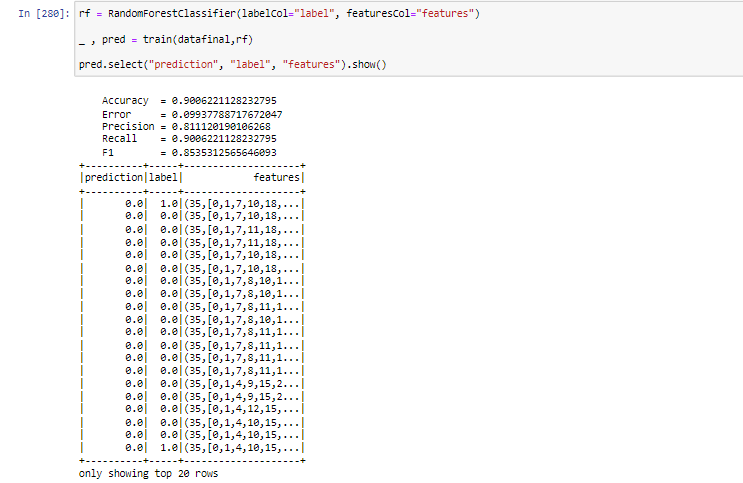 In [280]: rf = RandomForestClassifier(labelCol="label", featuresCol="features")
_ , pred = train(datafinal,rf)
pred.select("prediction", "label", "features").show()
Accuracy  = 0.9006221128232795
Error     = 0.09937788717672047
Precision = 0.811120190106268
Recall    = 0.9006221128232795
F1        = 0.8535312565646093
+----------+-----+--------------------+
|prediction|label|            features|
+----------+-----+--------------------+
|       0.0|  1.0|(35,[0,1,7,10,18,...|
|       0.0|  0.0|(35,[0,1,7,10,18,...|
|       0.0|  0.0|(35,[0,1,7,11,18,...|
|       0.0|  0.0|(35,[0,1,7,11,18,...|
|       0.0|  0.0|(35,[0,1,7,10,18,...|
|       0.0|  0.0|(35,[0,1,7,10,18,...|
|       0.0|  0.0|(35,[0,1,7,8,10,1...|
|       0.0|  0.0|(35,[0,1,7,8,10,1...|
|       0.0|  0.0|(35,[0,1,7,8,11,1...|
|       0.0|  0.0|(35,[0,1,7,8,10,1...|
|       0.0|  0.0|(35,[0,1,7,8,11,1...|
|       0.0|  0.0|(35,[0,1,7,8,11,1...|
|       0.0|  0.0|(35,[0,1,7,8,11,1...|
|       0.0|  0.0|(35,[0,1,7,8,11,1...|
|       0.0|  0.0|(35,[0,1,4,9,15,2...|
|       0.0|  0.0|(35,[0,1,4,9,15,2...|
|       0.0|  0.0|(35,[0,1,4,12,15,...|
|       0.0|  0.0|(35,[0,1,4,10,15,...|
|       0.0|  0.0|(35,[0,1,4,10,15,...|
|       0.0|  1.0|(35,[0,1,4,10,15,...|
+----------+-----+--------------------+
only showing top 20 rows